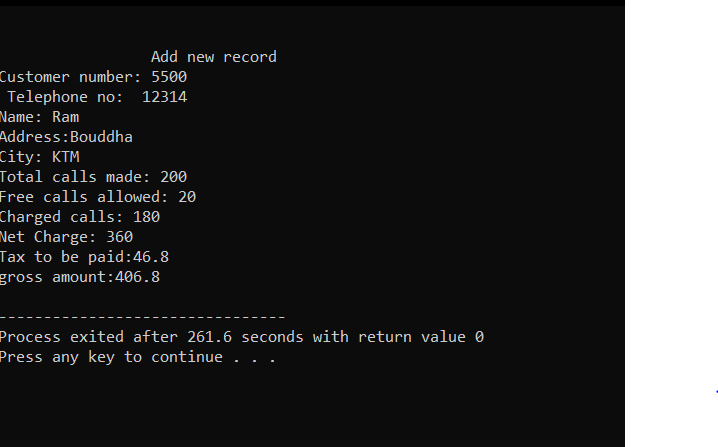 Add new record
Customer number: 5500
Telephone no:  12314
Name: Ram
Address:Bouddha
City: KTM
Total calls made: 200
Free calls allowed: 20
Charged calls: 180
Net Charge: 360
Tax to be paid:46.8
gross amount:406.8
--------------------------------
Process exited after 261.6 seconds with return value 0
Press any key to continue . . .